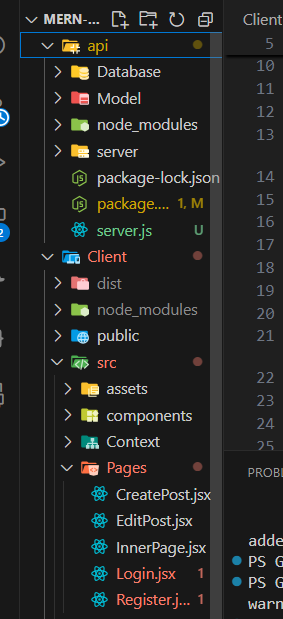 MERN-...
Client
api
5
Database
10
Model
11
node_modules
12
server
13
package-lock.json
14
package.... 1, M
15
server.js U
16
Client
17
dist
18
node_modules
19
public
20
src
21
assets
22
components
23
Context
24
Pages
25
CreatePost.jsx
PROBL
EditPost.jsx
InnerPage.jsx
adde
Login.jsx 1
PS G
Register.j... 1
PS G
warn
2